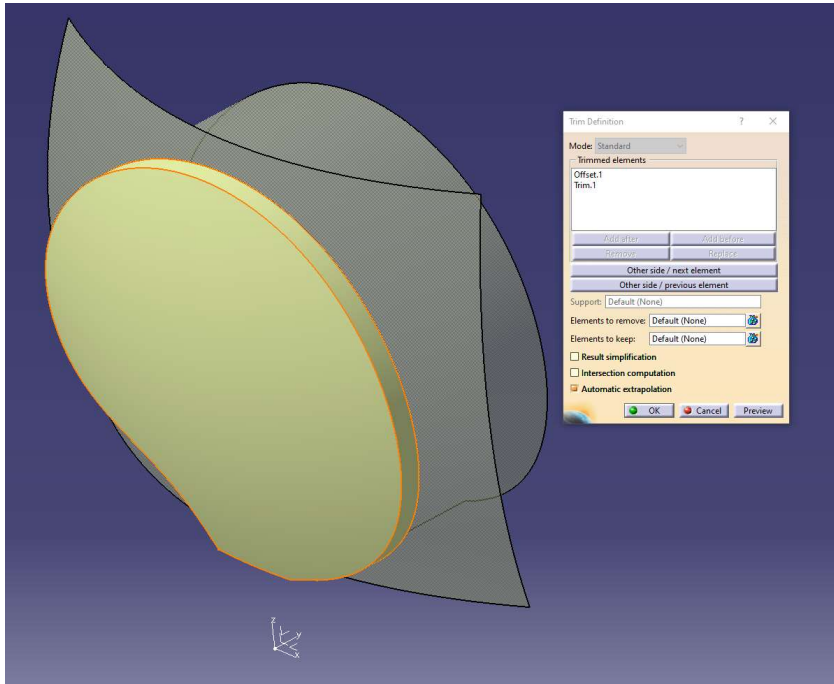 Trim Definition ? ×
Mode: Standard
Trimmed elements
Offset.1
Trim.1
Add after Add before
Remove Replace
Other side / next element
Other side / previous element
Support: Default (None)
Elements to remove: Default (None)
Elements to keep: Default (None)
Result simplification
Intersection computation
Automatic extrapolation
OK Cancel Preview
z
y
x